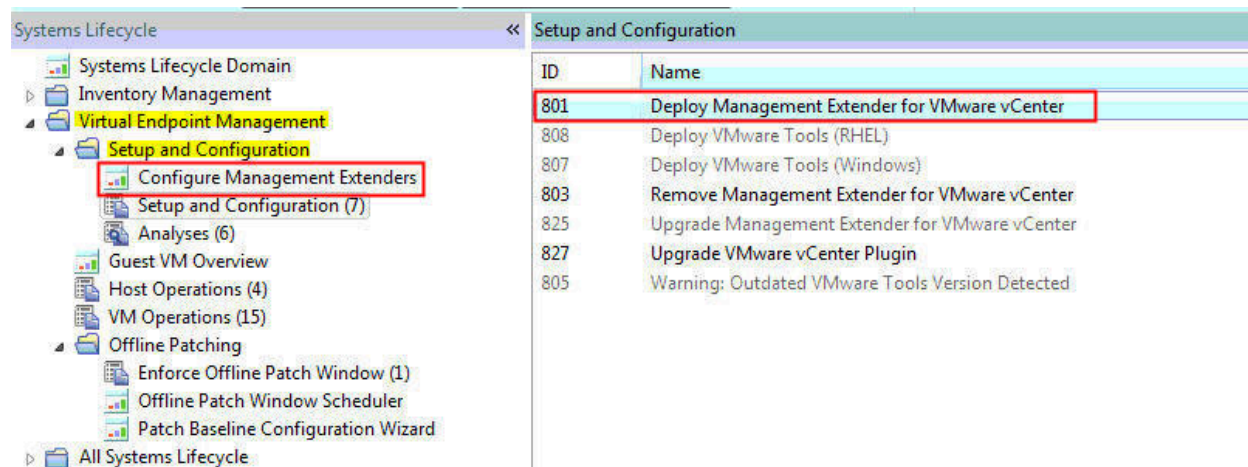 Systems Lifecycle «
Systems Lifecycle Domain
Inventory Management
Virtual Endpoint Management
Setup and Configuration
Configure Management Extenders
Setup and Configuration (7)
Analyses (6)
Guest VM Overview
Host Operations (4)
VM Operations (15)
Offline Patching
Enforce Offline Patch Window (1)
Offline Patch Window Scheduler
Patch Baseline Configuration Wizard
All Systems Lifecycle
Setup and Configuration
ID Name
801 Deploy Management Extender for VMware vCenter
808 Deploy VMware Tools (RHEL)
807 Deploy VMware Tools (Windows)
803 Remove Management Extender for VMware vCenter
825 Upgrade Management Extender for VMware vCenter
827 Upgrade VMware vCenter Plugin
805 Warning: Outdated VMware Tools Version Detected